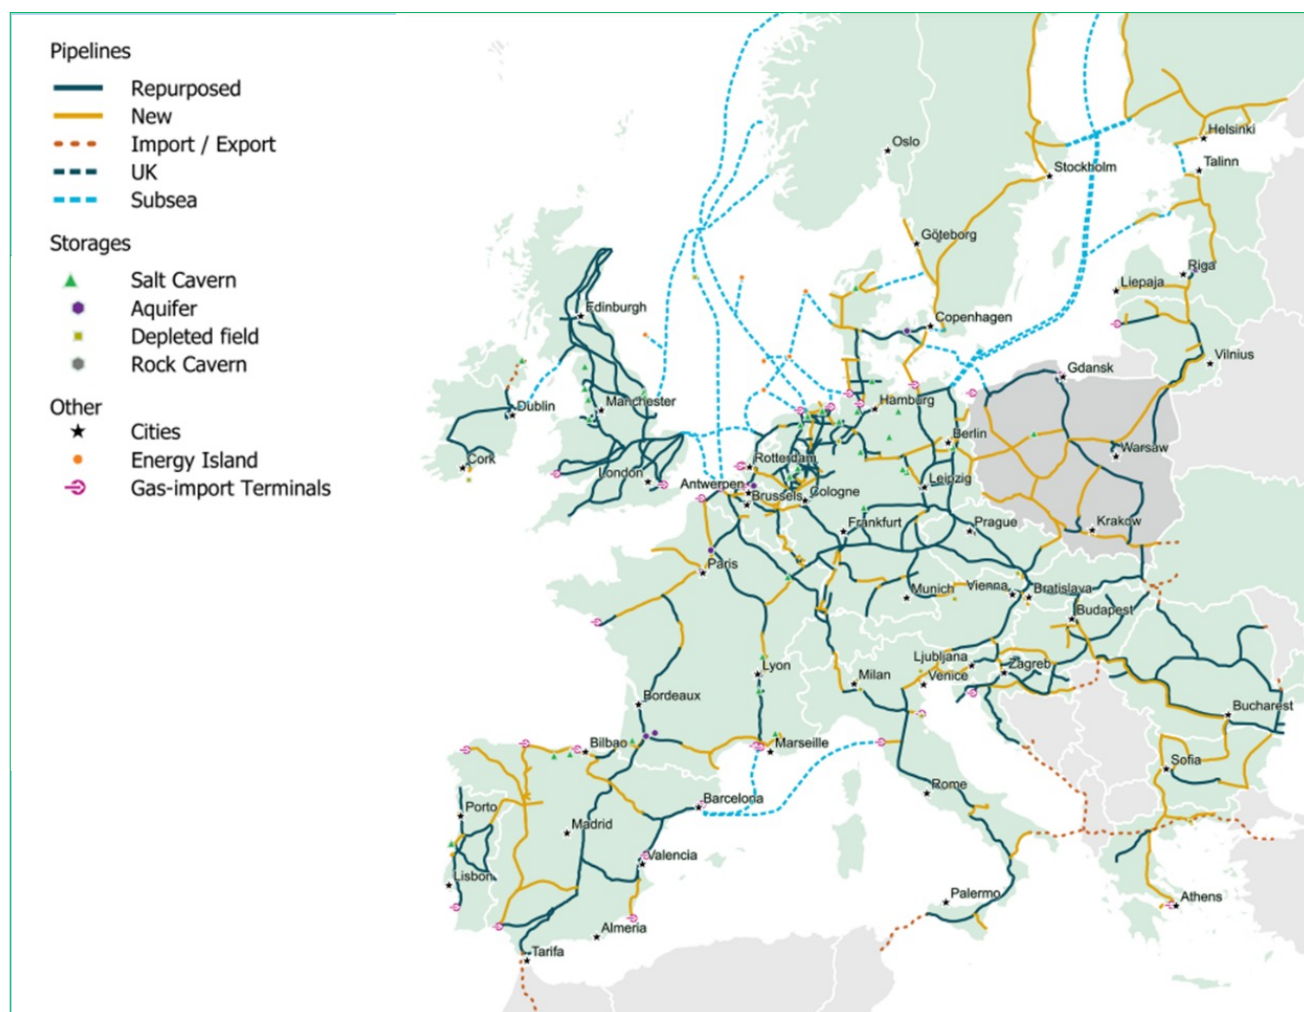 Pipelines
Repurposed
New
Import / Export
UK
Subsea
Storages
Salt Cavern
Aquifer
Depleted field
Rock Cavern
Other
Cities
Energy Island
Gas-import Terminals
Oslo
Helsinki
Stockholm
Talinn
Göteborg
Riga
Liepaja
Edinburgh
Copenhagen
Vilnius
Gdansk
Dublin
Manchester
Hamburg
Berlin
Warsaw
Cork
London
Rotterdam
Antwerpen
Brussels
Cologne
Leipzig
Frankfurt
Prague
Krakow
Paris
Munich
Vienna
Bratislava
Budapest
Lyon
Milan
Ljubljana
Venice
Zagreb
Bordeaux
Bucharest
Bilbao
Marseille
Sofia
Porto
Madrid
Barcelona
Rome
Valencia
Lisbon
Palermo
Athens
Almeria
Tarifa